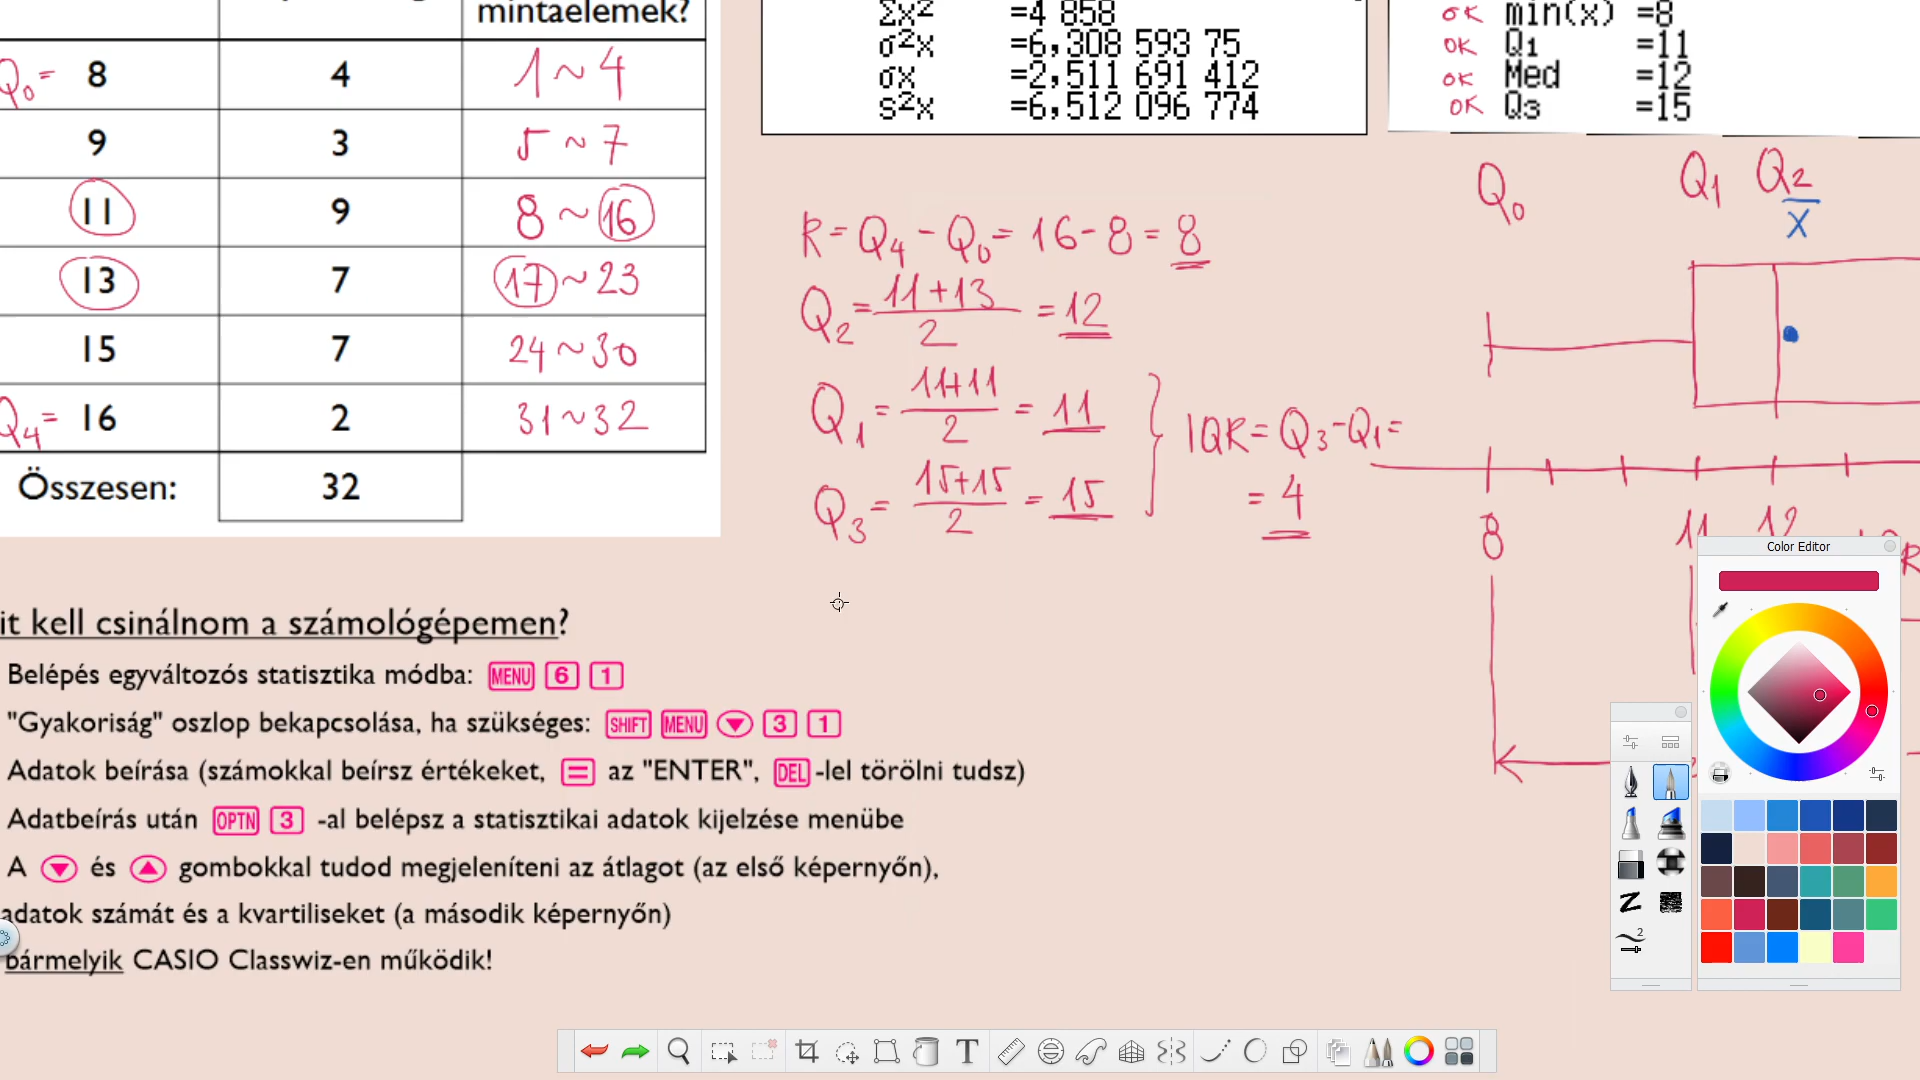 mintaelemek?
Q0= 8 4 1~4
9 3 5~7
11 9 8~16
13 7 17~23
15 7 24~30
Q4= 16 2 31~32
Összesen: 32
Σx² =4 858
σ²x =6,308 593 75
σx =2,511 691 412
s²x =6,512 096 774
OK min(x) =8
OK Q1 =11
OK Med =12
OK Q3 =15
R=Q4-Q0=16-8=8
Q2=11+13/2=12
Q1=11+11/2=11
Q3=15+15/2=15
IQR=Q3-Q1=
=4
Q0 Q1 Q2
x̄
8 11 12
it kell csinálnom a számológépemen?
Belépés egyváltozós statisztika módba: MENU 6 1
"Gyakoriság" oszlop bekapcsolása, ha szükséges: SHIFT MENU ▼ 3 1
Adatok beírása (számokkal beírsz értékeket, = az "ENTER", DEL -lel törölni tudsz)
Adatbeírás után OPTN 3 -al belépsz a statisztikai adatok kijelzése menübe
A ▼ és ▲ gombokkal tudod megjeleníteni az átlagot (az első képernyőn),
adatok számát és a kvartiliseket (a második képernyőn)
bármelyik CASIO Classwiz-en működik!
Color Editor
2
T